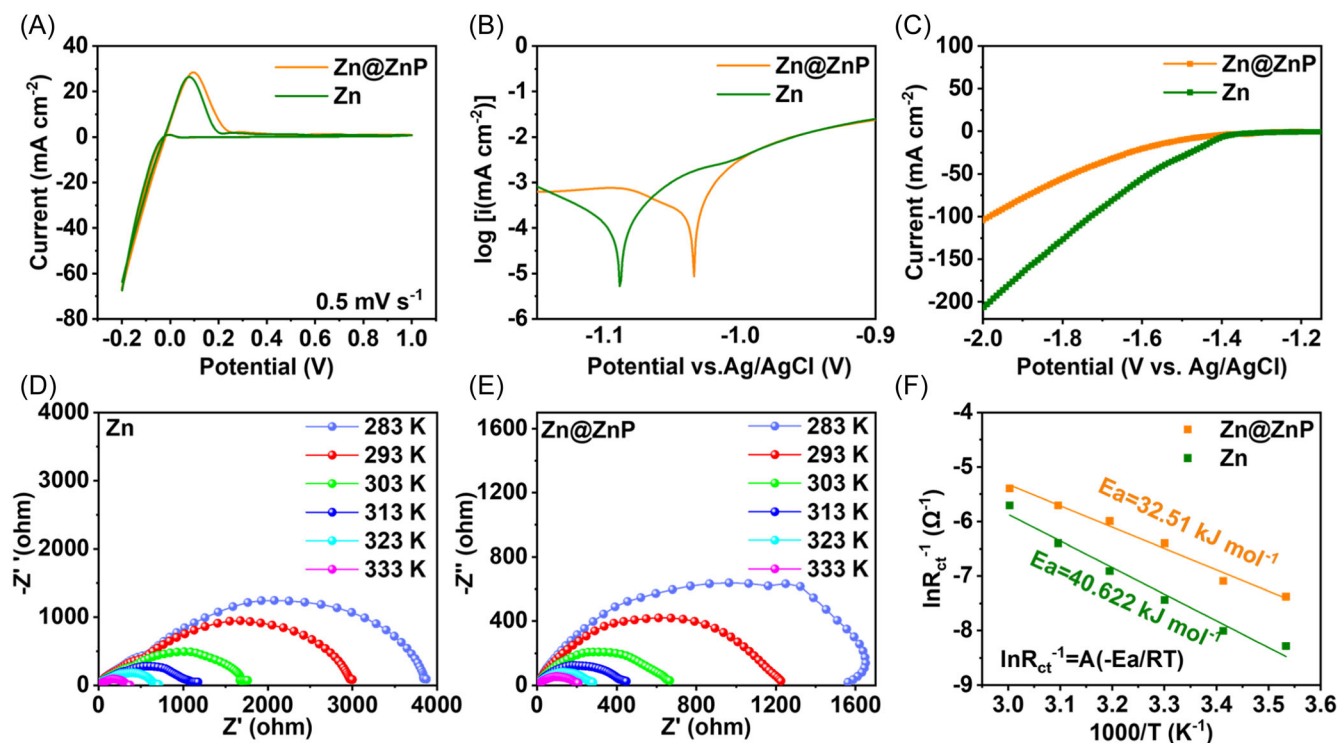 (A)
40
20
0
-20
-40
-60
-80
Current (mA cm-2)
Zn@ZnP
Zn
0.5 mV s-1
-0.2 0.0 0.2 0.4 0.6 0.8 1.0
Potential (V)
(B)
0
-1
-2
-3
-4
-5
-6
log [i(mA cm-2)]
Zn@ZnP
Zn
-1.1 -1.0 -0.9
Potential vs.Ag/AgCl (V)
(C)
100
50
0
-50
-100
-150
-200
Current (mA cm-2)
Zn@ZnP
Zn
-2.0 -1.8 -1.6 -1.4 -1.2
Potential (V vs. Ag/AgCl)
(D)
4000
3000
2000
1000
0
-Z' '(ohm)
Zn
283 K
293 K
303 K
313 K
323 K
333 K
0 1000 2000 3000 4000
Z' (ohm)
(E)
1600
1200
800
400
0
-Z'' (ohm)
Zn@ZnP
283 K
293 K
303 K
313 K
323 K
333 K
0 400 800 1200 1600
Z' (ohm)
(F)
-4
-5
-6
-7
-8
-9
lnRct-1 (Ω-1)
Zn@ZnP
Zn
Ea=32.51 kJ mol-1
Ea=40.622 kJ mol-1
lnRct-1=A(-Ea/RT)
3.0 3.1 3.2 3.3 3.4 3.5 3.6
1000/T (K-1)